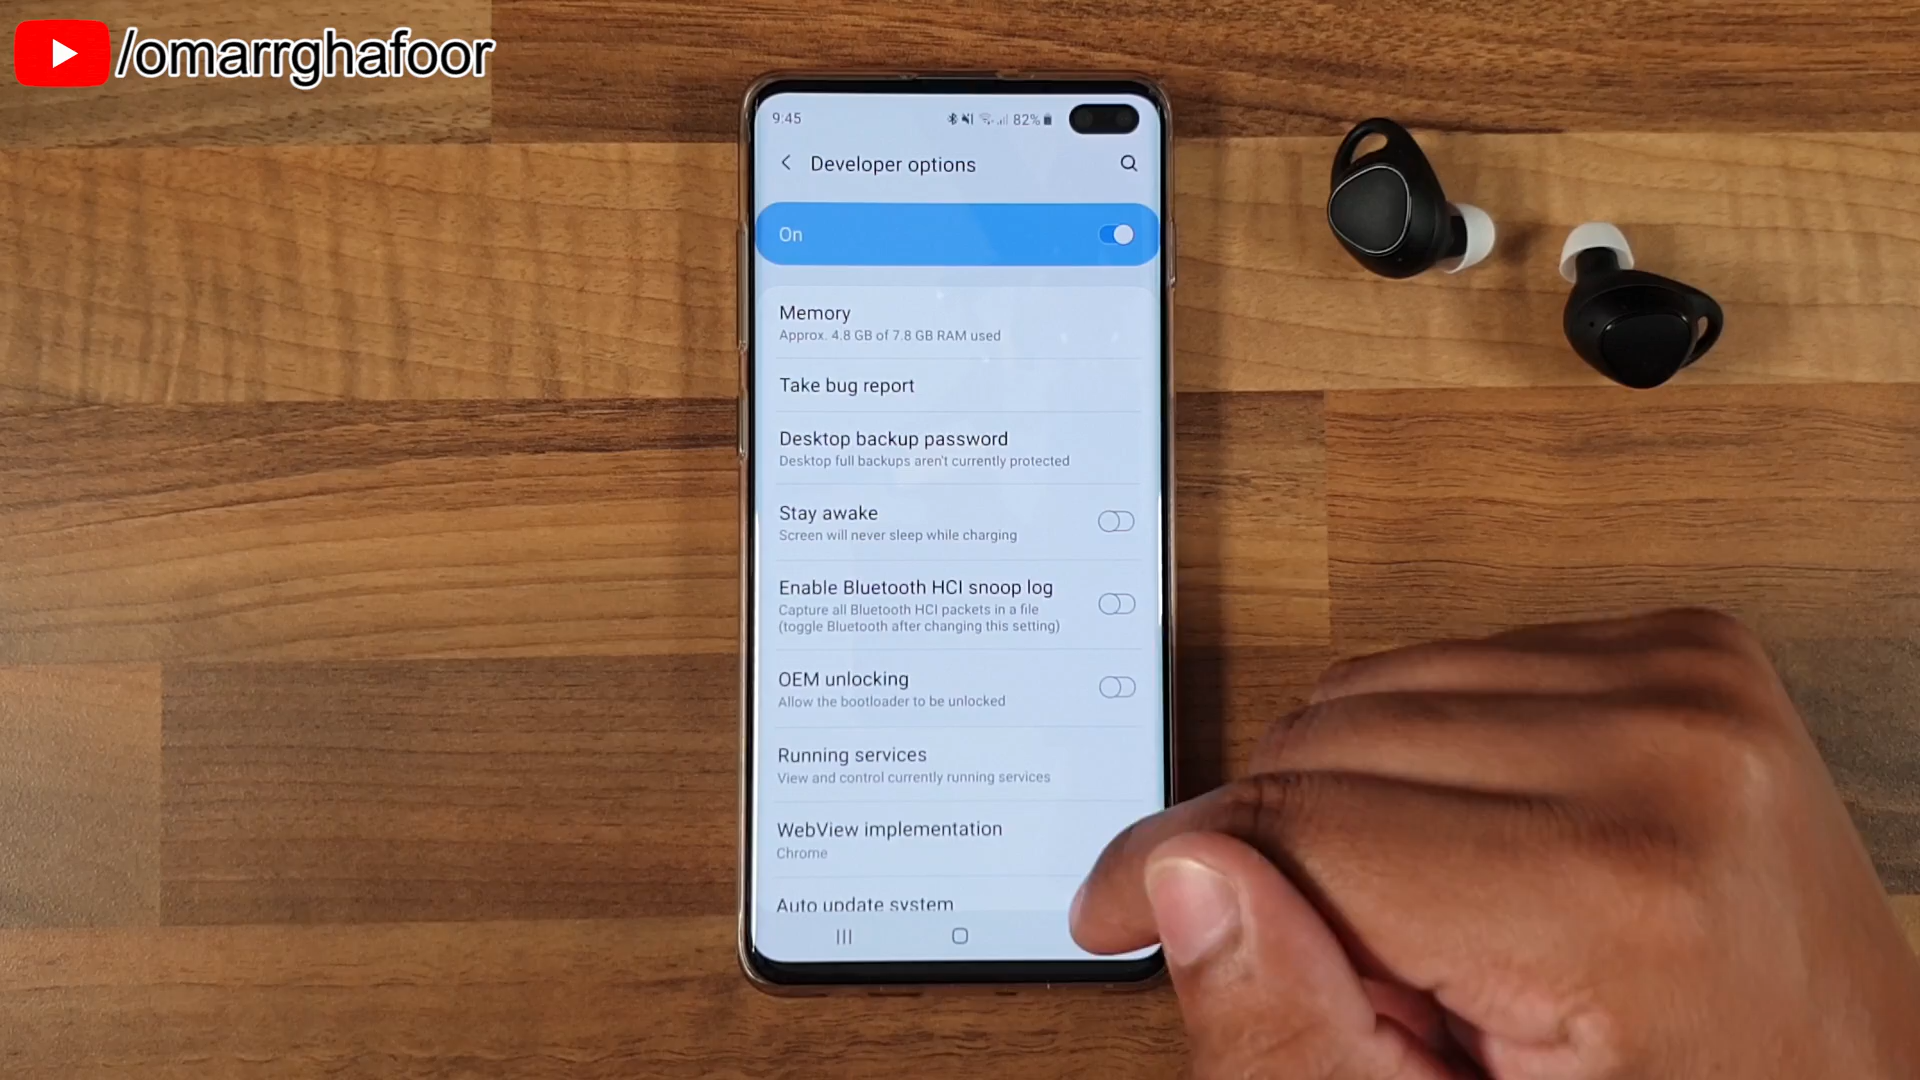 /omarrghafoor
9:45
82%
Developer options
On
Memory
Approx. 4.8 GB of 7.8 GB RAM used
Take bug report
Desktop backup password
Desktop full backups aren't currently protected
Stay awake
Screen will never sleep while charging
Enable Bluetooth HCI snoop log
Capture all Bluetooth HCI packets in a file
(toggle Bluetooth after changing this setting)
OEM unlocking
Allow the bootloader to be unlocked
Running services
View and control currently running services
WebView implementation
Chrome
Auto update system